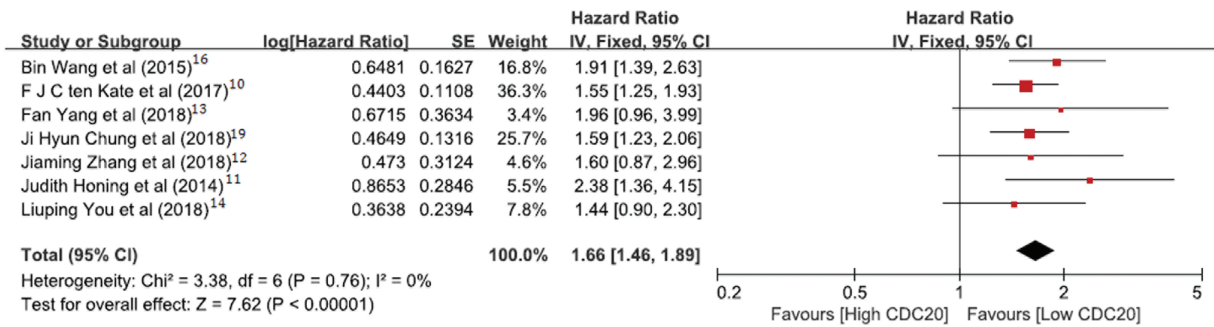 Hazard Ratio Hazard Ratio
Study or Subgroup log[Hazard Ratio] SE Weight IV, Fixed, 95% CI IV, Fixed, 95% CI
Bin Wang et al (2015)16 0.6481 0.1627 16.8% 1.91 [1.39, 2.63]
F J C ten Kate et al (2017)10 0.4403 0.1108 36.3% 1.55 [1.25, 1.93]
Fan Yang et al (2018)13 0.6715 0.3634 3.4% 1.96 [0.96, 3.99]
Ji Hyun Chung et al (2018)19 0.4649 0.1316 25.7% 1.59 [1.23, 2.06]
Jiaming Zhang et al (2018)12 0.473 0.3124 4.6% 1.60 [0.87, 2.96]
Judith Honing et al (2014)11 0.8653 0.2846 5.5% 2.38 [1.36, 4.15]
Liuping You et al (2018)14 0.3638 0.2394 7.8% 1.44 [0.90, 2.30]
Total (95% CI) 100.0% 1.66 [1.46, 1.89]
Heterogeneity: Chi² = 3.38, df = 6 (P = 0.76); I² = 0%
Test for overall effect: Z = 7.62 (P < 0.00001)
0.2 0.5 1 2 5
Favours [High CDC20] Favours [Low CDC20]